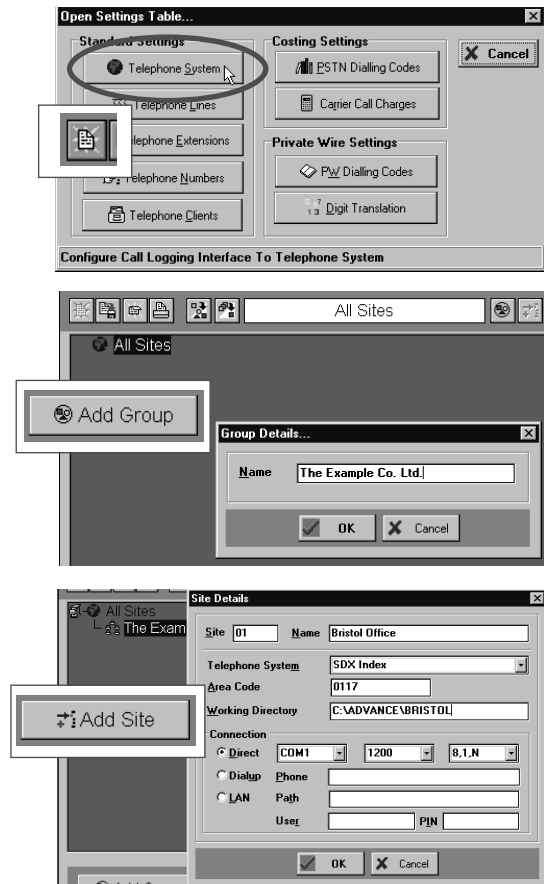 Open Settings Table...
Standard Settings
Telephone System
Telephone Lines
elephone Extensions
elephone Numbers
Telephone Clients
Costing Settings
PSTN Dialling Codes
Carrier Call Charges
Private Wire Settings
PW Dialling Codes
Digit Translation
Cancel
Configure Call Logging Interface To Telephone System
All Sites
All Sites
Add Group
Group Details...
Name The Example Co. Ltd.
OK Cancel
All Sites
The Exam
Add Site
Site Details
Site 01 Name Bristol Office
Telephone System SDX Index
Area Code 0117
Working Directory C:\ADVANCE\BRISTOL
Connection
Direct COM1 1200 8,1,N
Dialup Phone
LAN Path
User PIN
OK Cancel